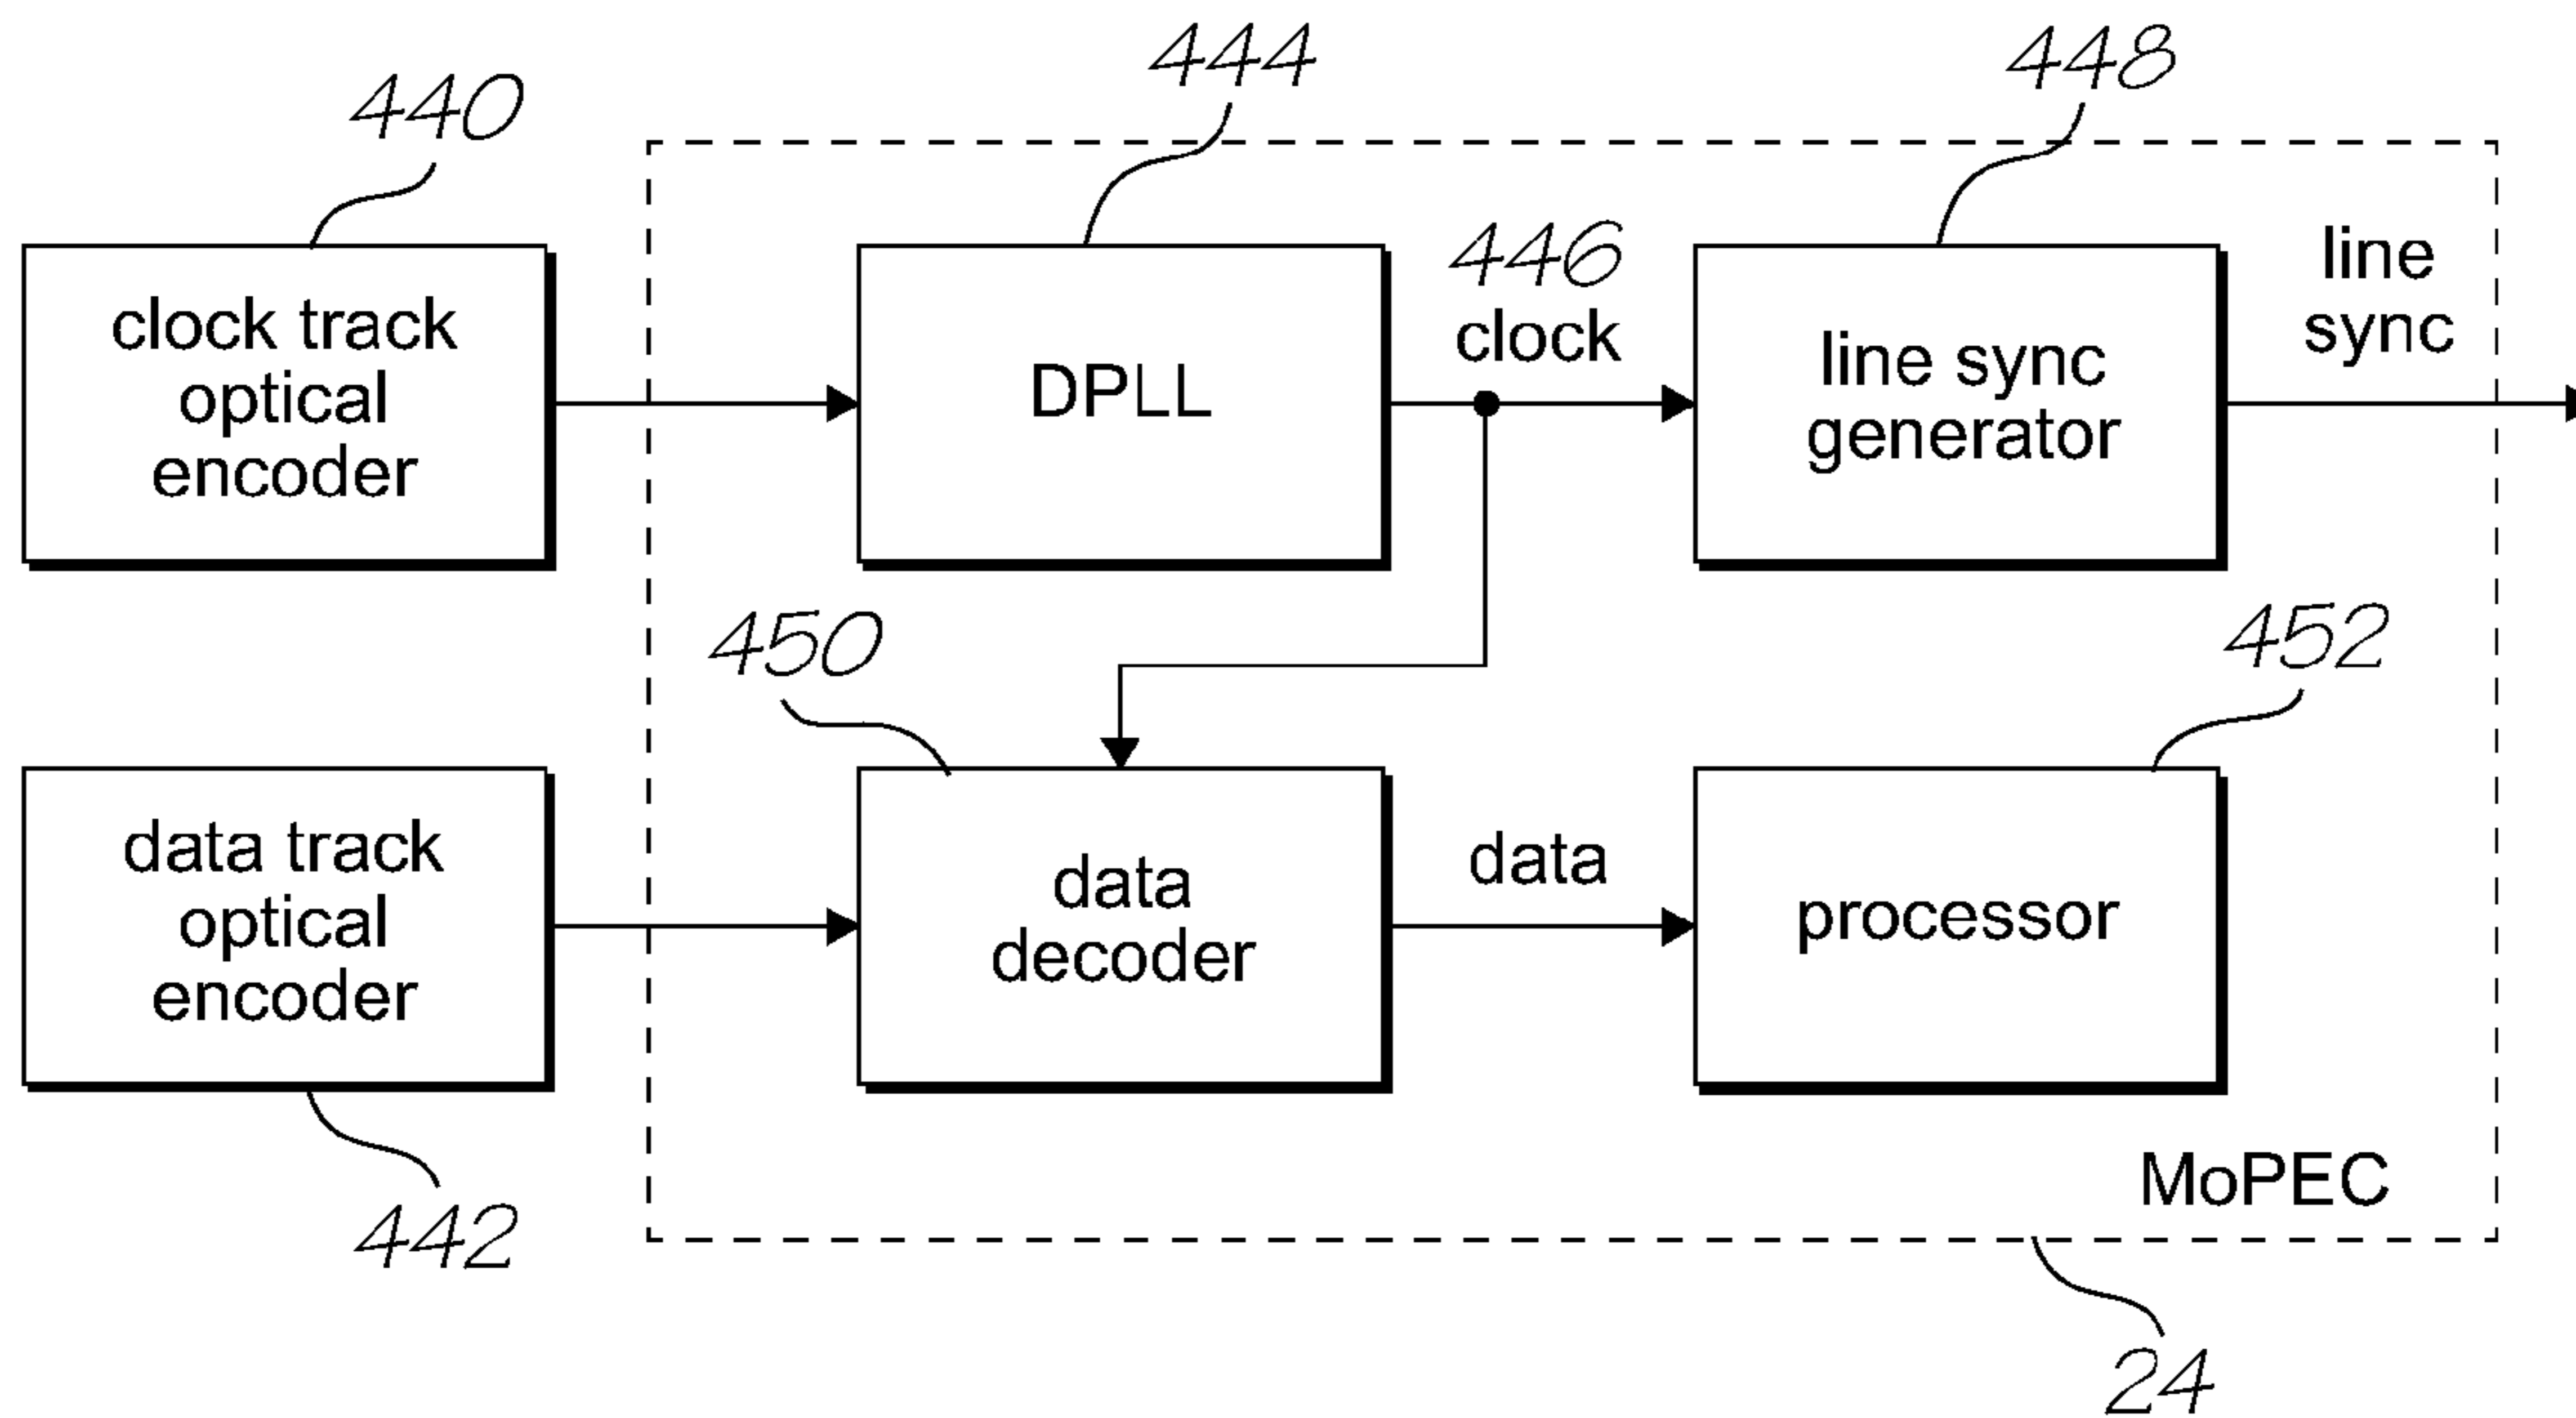 440
444
448
clock track
optical
encoder
DPLL
446
clock
line sync
generator
line
sync
450
452
data track
optical
encoder
data
decoder
data
processor
442
MoPEC
24